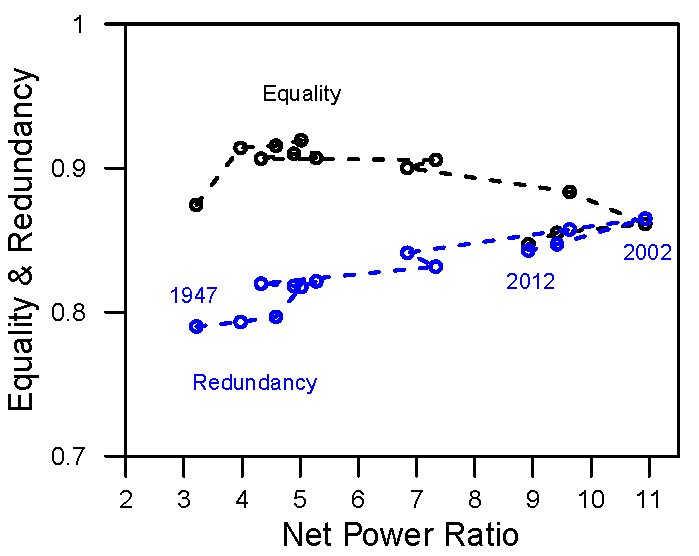 1
Equality
0.9
Equality & Redundancy
2002
2012
1947
0.8
Redundancy
0.7
2 3 4 5 6 7 8 9 10 11
Net Power Ratio